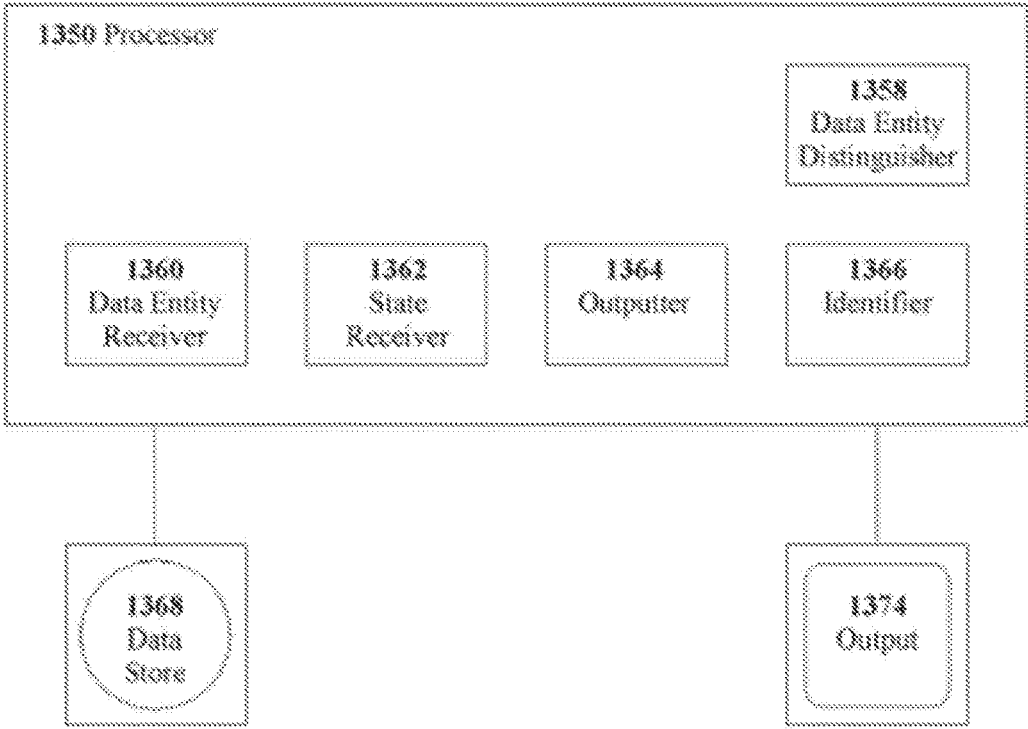 1350 Processor
1358
Data Entity
Distinguisher
1360
Data Entity
Receiver
1362
State
Receiver
1364
Outputter
1366
Identifier
1368
Data
Store
1374
Output